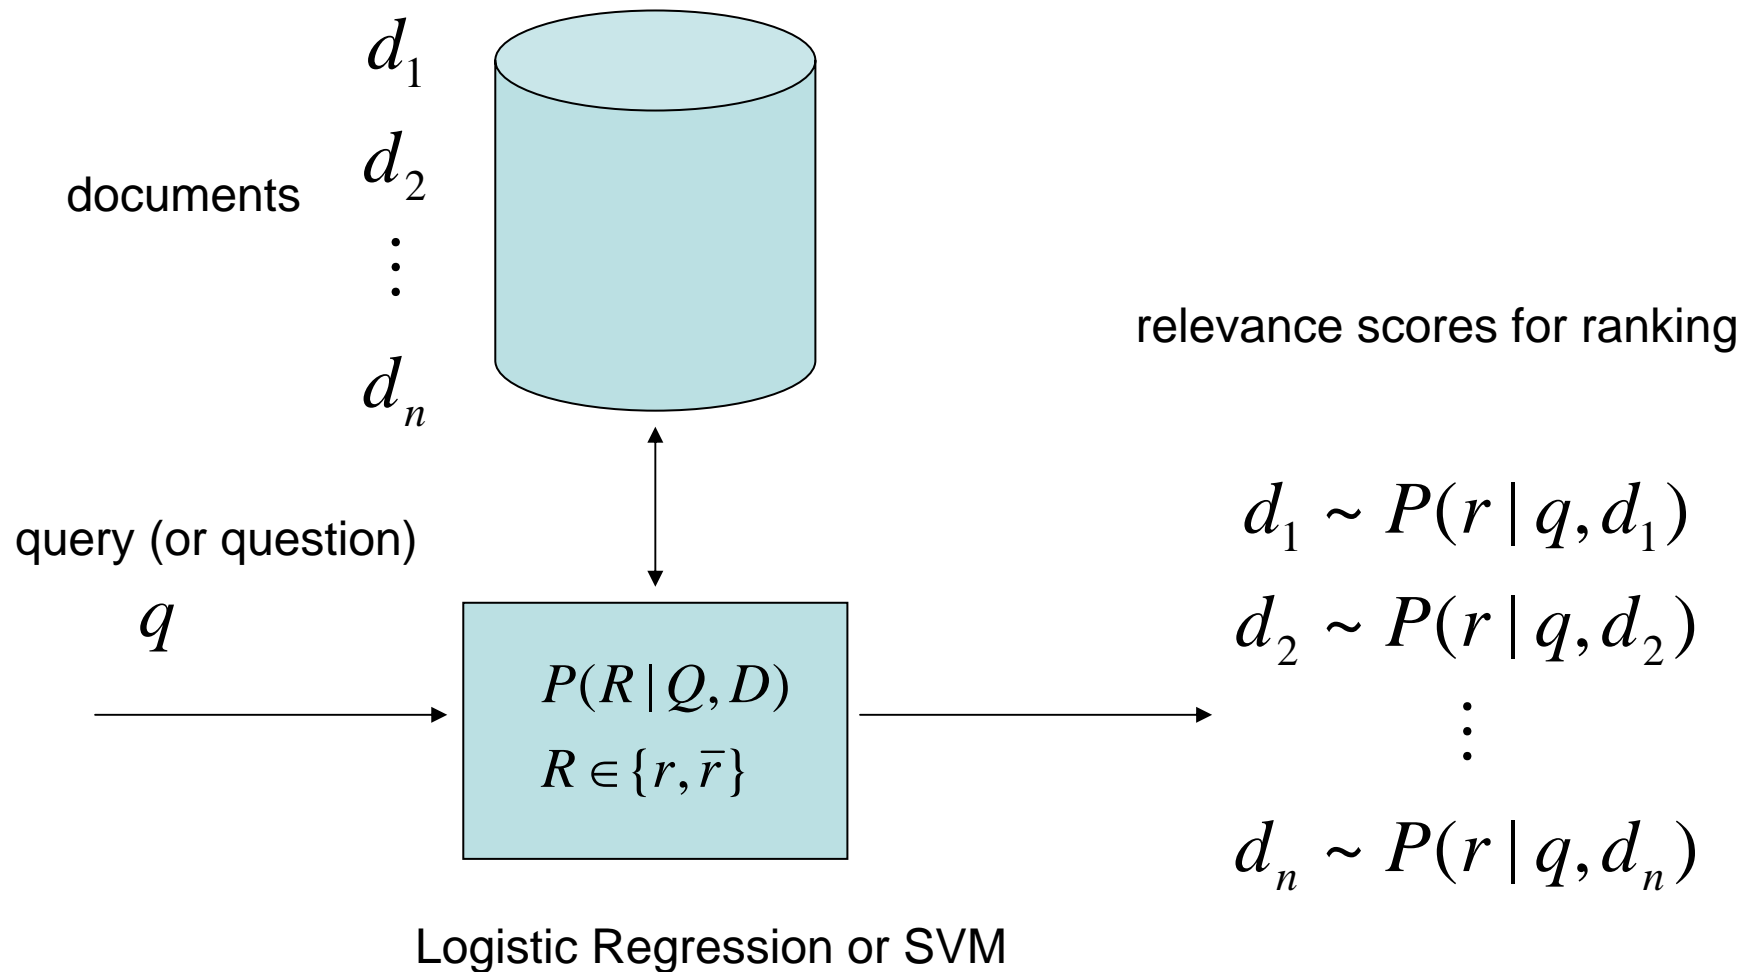 d₁
d₂
documents
⋮
dₙ
relevance scores for ranking
query (or question)
q
P(R | Q, D)
R ∈ {r, r̅}
d₁ ~ P(r | q, d₁)
d₂ ~ P(r | q, d₂)
⋮
dₙ ~ P(r | q, dₙ)
Logistic Regression or SVM